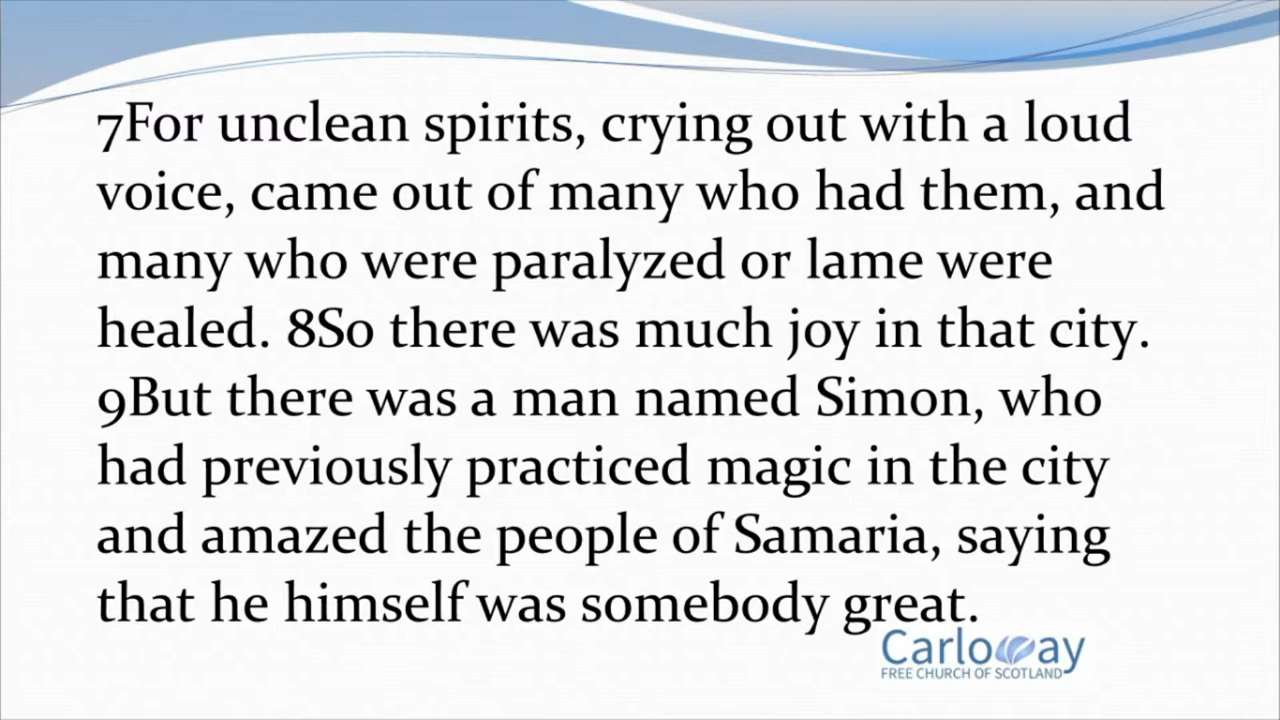 7For unclean spirits, crying out with a loud
voice, came out of many who had them, and
many who were paralyzed or lame were
healed. 8So there was much joy in that city.
9But there was a man named Simon, who
had previously practiced magic in the city
and amazed the people of Samaria, saying
that he himself was somebody great.
Carloway
FREE CHURCH OF SCOTLAND